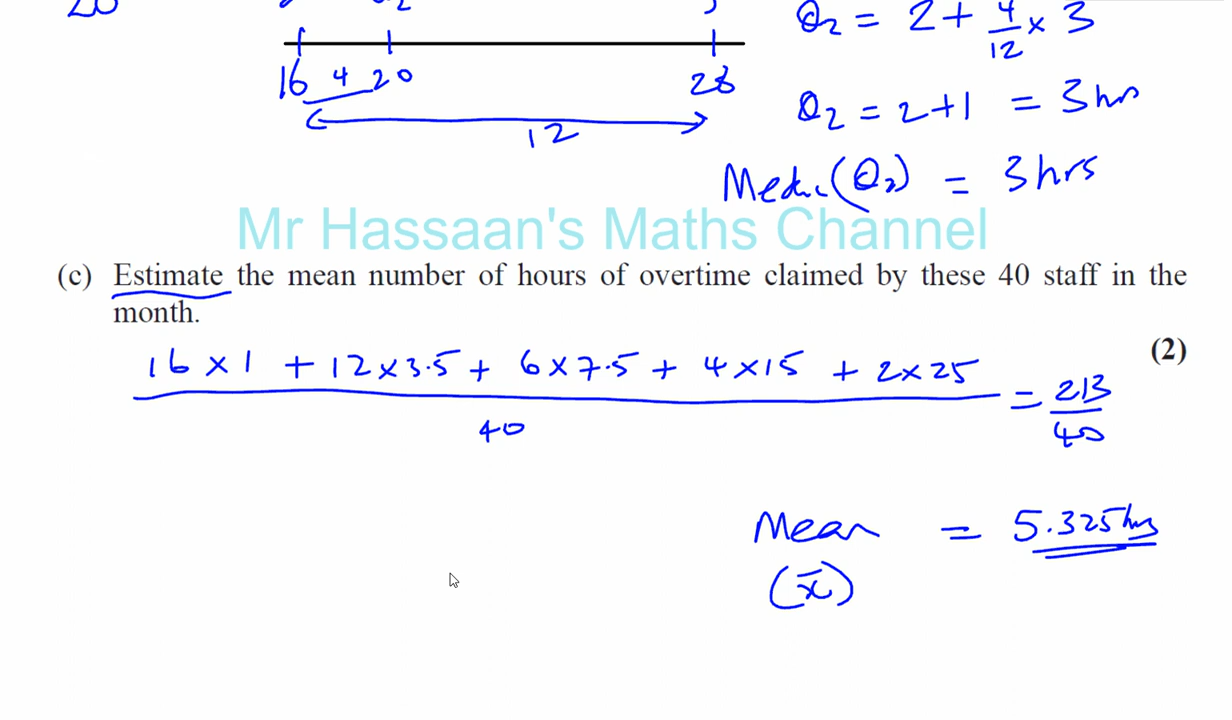 Q₂ = 2 + 4/12 × 3
16 4 20 28
12
Q₂ = 2+1 = 3hrs
(Q₂) = 3hrs
Mr Hassaan's Maths Channel
(c) Estimate the mean number of hours of overtime claimed by these 40 staff in the
month.
(2)
16 × 1 + 12 × 3.5 + 6 × 7.5 + 4 × 15 + 2 × 25
40
= 213/40
Mean = 5.325hrs
(x̄)